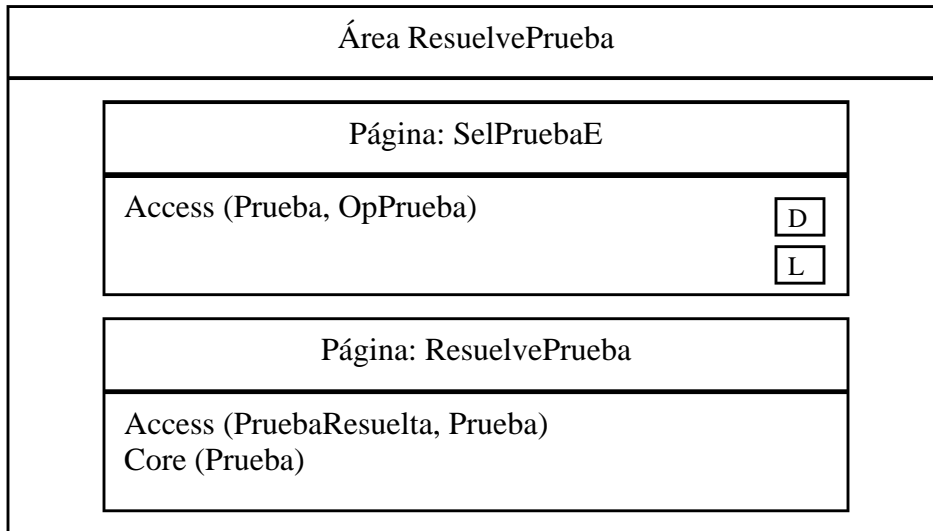 Área ResuelvePrueba
Página: SelPruebaE
Access (Prueba, OpPrueba)
D
L
Página: ResuelvePrueba
Access (PruebaResuelta, Prueba)
Core (Prueba)